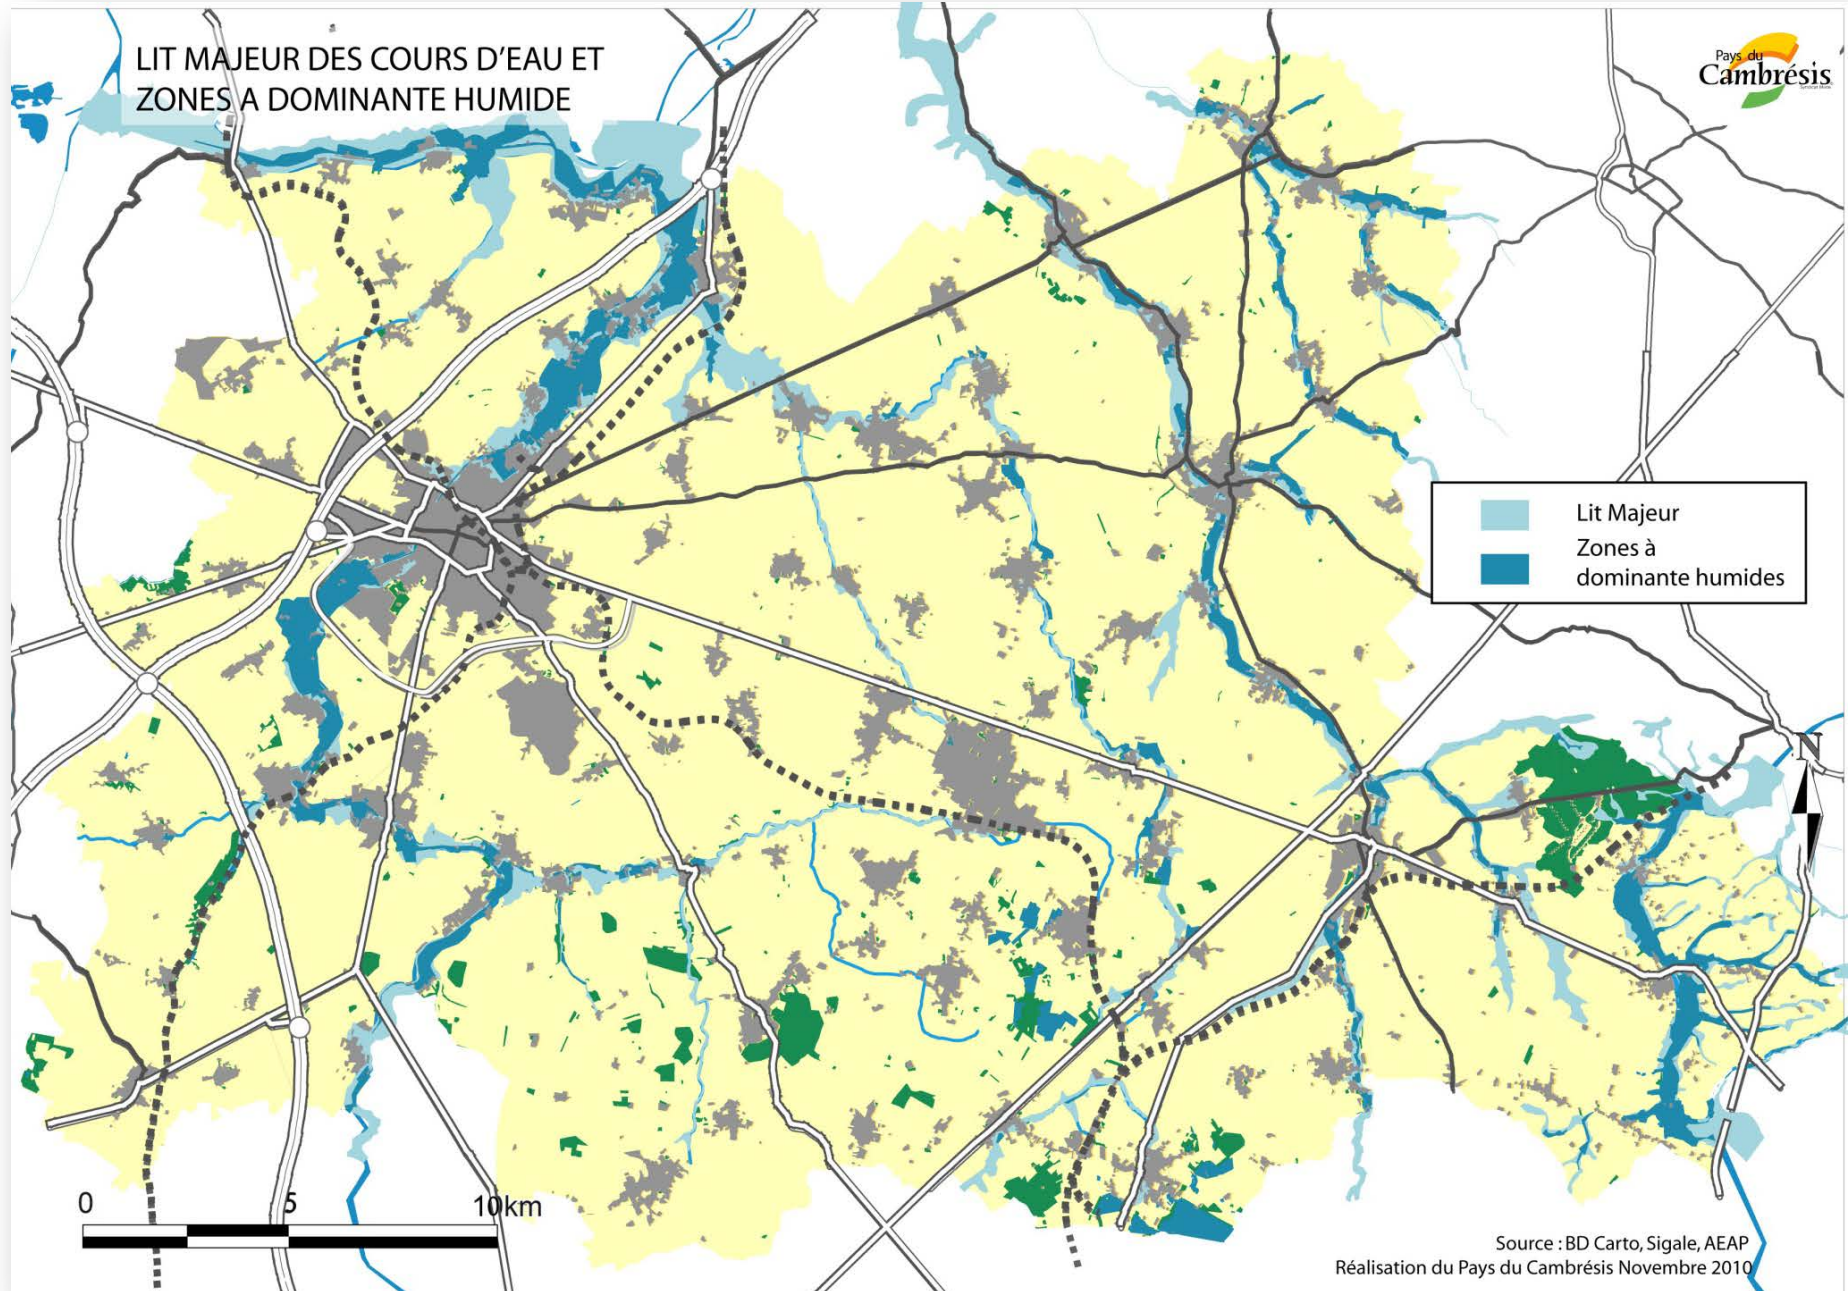 LIT MAJEUR DES COURS D'EAU ET
ZONES A DOMINANTE HUMIDE
Pays du
Cambrésis
Lit Majeur
Zones à
dominante humides
N
0 5 10km
Source : BD Carto, Sigale, AEAP
Réalisation du Pays du Cambrésis Novembre 2010